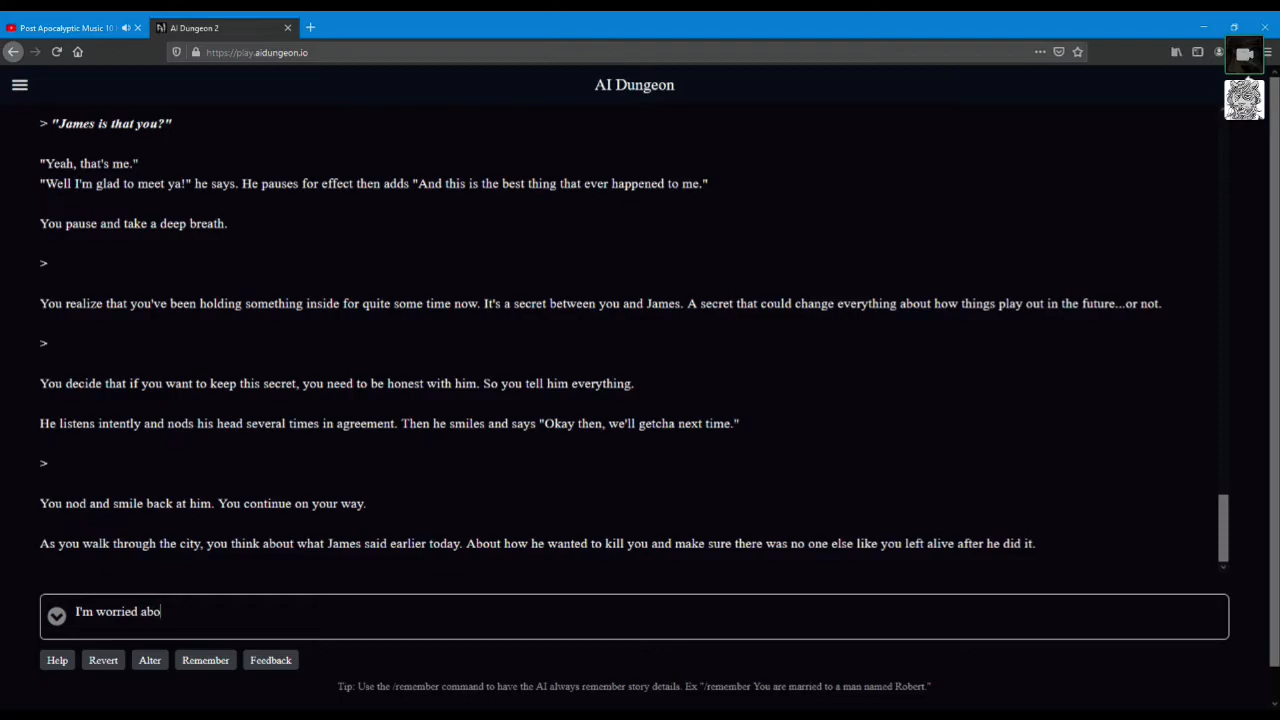 Post Apocalyptic Music 10
AI Dungeon 2
https://play.aidungeon.io
AI Dungeon
> "James is that you?"
"Yeah, that's me."
"Well I'm glad to meet ya!" he says. He pauses for effect then adds "And this is the best thing that ever happened to me."
You pause and take a deep breath.
>
You realize that you've been holding something inside for quite some time now. It's a secret between you and James. A secret that could change everything about how things play out in the future...or not.
>
You decide that if you want to keep this secret, you need to be honest with him. So you tell him everything.
He listens intently and nods his head several times in agreement. Then he smiles and says "Okay then, we'll getcha next time."
>
You nod and smile back at him. You continue on your way.
As you walk through the city, you think about what James said earlier today. About how he wanted to kill you and make sure there was no one else like you left alive after he did it.
I'm worried abo
Help Revert Alter Remember Feedback
Tip: Use the /remember command to have the AI always remember story details. Ex "/remember You are married to a man named Robert."